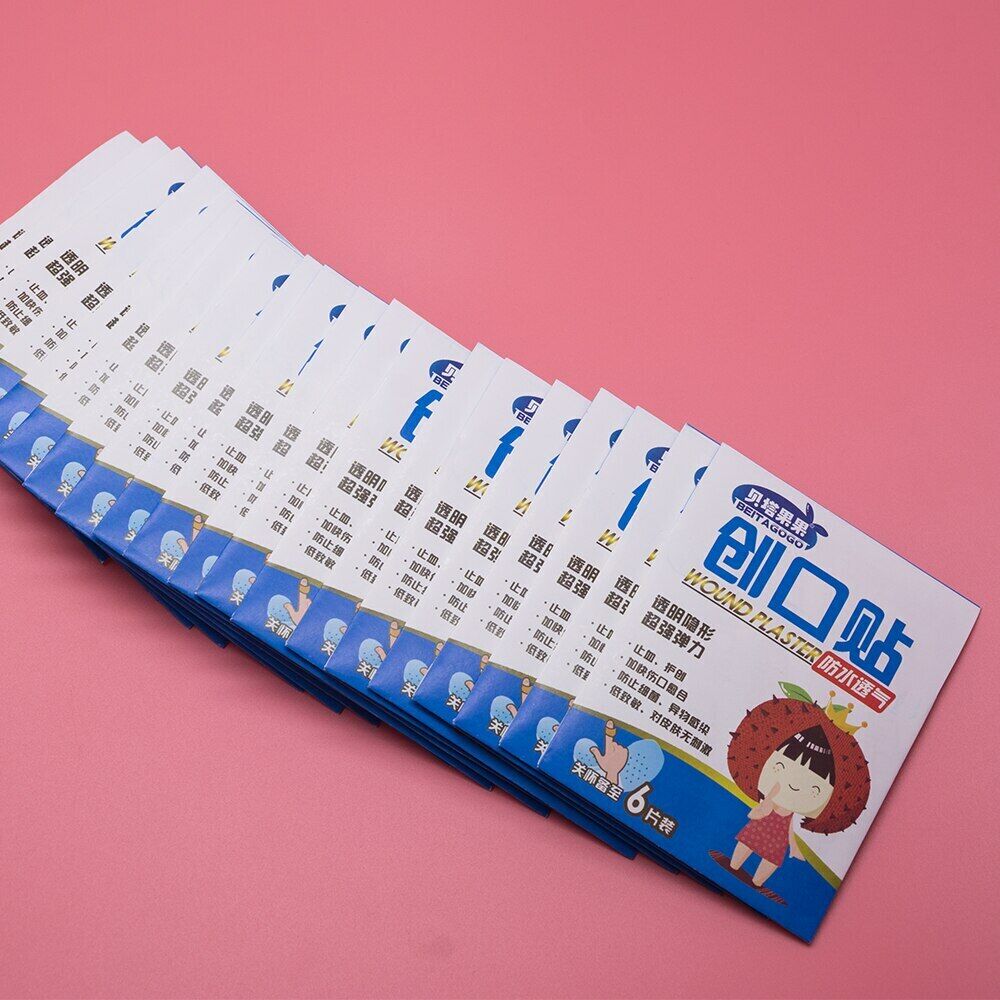 贝塔果果
BEITAGOGO
创口贴
WOUND PLASTER
防水透气
透明隐形
超强弹力
· 止血、护创
· 加快伤口愈合
· 防止细菌、异物感染
· 低致敏、对皮肤无刺激
关怀备至 6片装